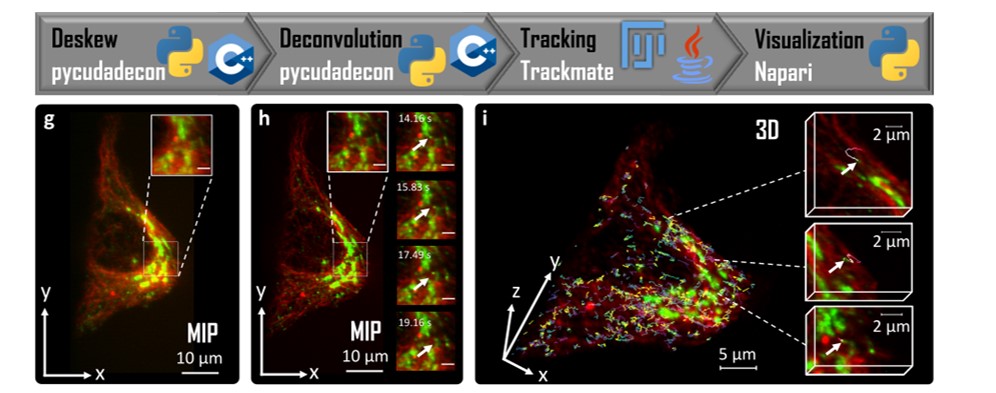 Deskew
pycudadecon
C++
Deconvolution
pycudadecon
C++
Tracking
Trackmate
Visualization
Napari
g
y
x
MIP
10 µm
h
14.16 s
15.83 s
17.49 s
19.16 s
y
x
MIP
10 µm
i
3D
2 µm
2 µm
2 µm
y
z
x
5 µm